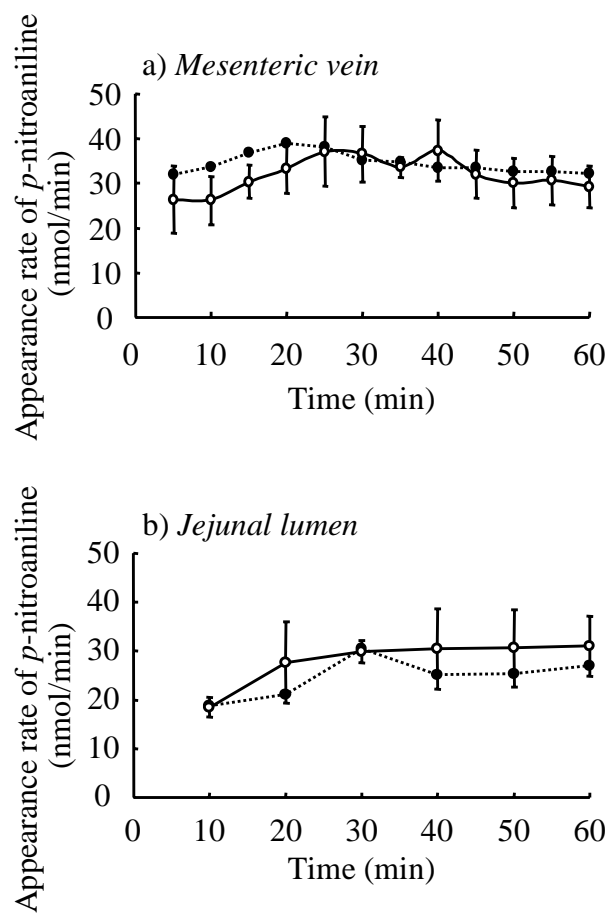 a) Mesenteric vein
Appearance rate of p-nitroaniline
(nmol/min)
50
40
30
20
10
0
0 10 20 30 40 50 60
Time (min)
b) Jejunal lumen
Appearance rate of p-nitroaniline
(nmol/min)
50
40
30
20
10
0
0 10 20 30 40 50 60
Time (min)